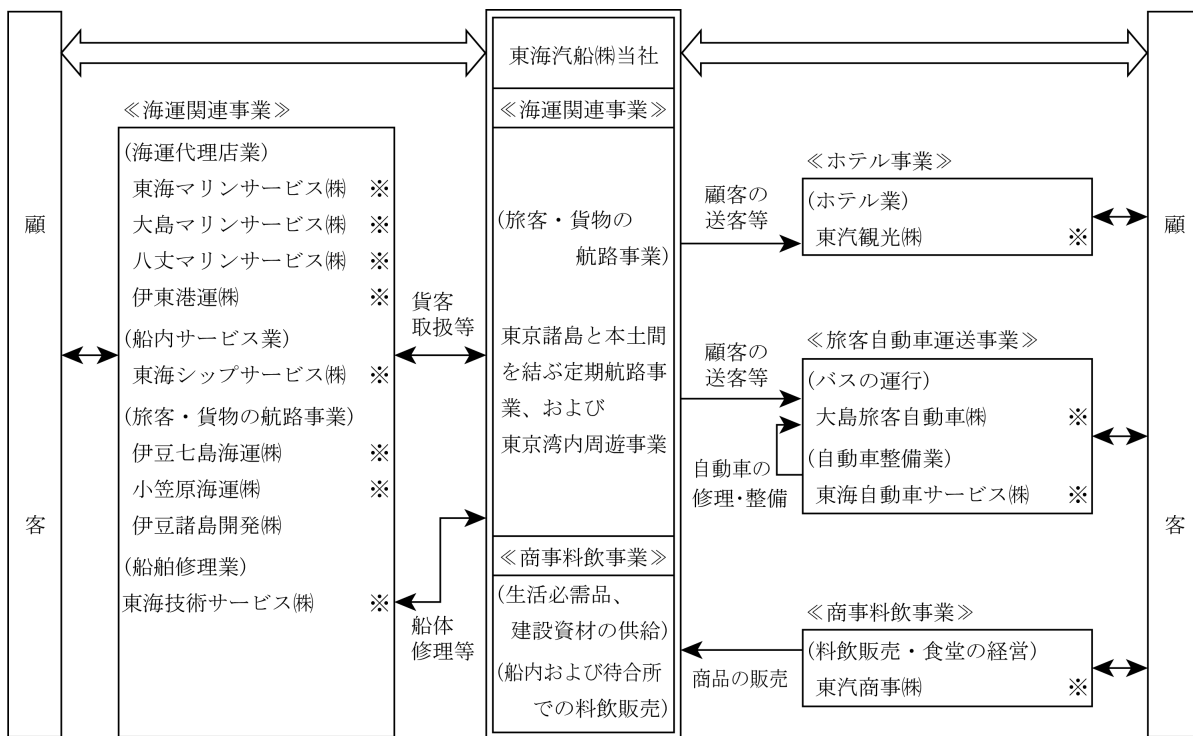 顧客
≪海運関連事業≫
(海運代理店業)
東海マリンサービス㈱ ※
大島マリンサービス㈱ ※
八丈マリンサービス㈱ ※
伊東港運㈱ ※
(船内サービス業)
東海シップサービス㈱ ※
(旅客・貨物の航路事業)
伊豆七島海運㈱ ※
小笠原海運㈱ ※
伊豆諸島開発㈱
(船舶修理業)
東海技術サービス㈱ ※
貨客
取扱等
船体
修理等
東海汽船㈱当社
≪海運関連事業≫
(旅客・貨物の
航路事業)
東京諸島と本土間
を結ぶ定期航路事
業、および
東京湾内周遊事業
≪商事料飲事業≫
(生活必需品、
建設資材の供給)
(船内および待合所
での料飲販売)
顧客の
送客等
≪ホテル事業≫
(ホテル業)
東汽観光㈱ ※
顧客の
送客等
≪旅客自動車運送事業≫
(バスの運行)
大島旅客自動車㈱ ※
(自動車整備業)
東海自動車サービス㈱ ※
自動車の
修理・整備
≪商事料飲事業≫
(料飲販売・食堂の経営)
東汽商事㈱ ※
商品の販売
顧客